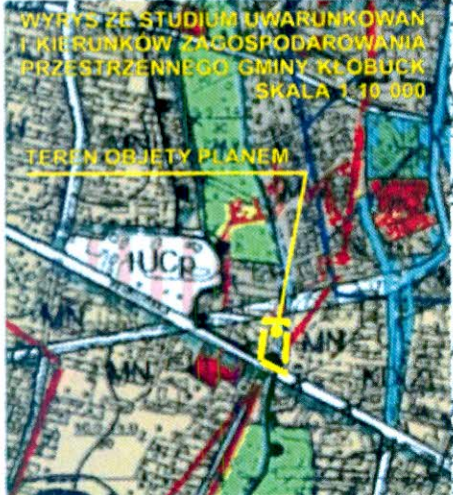 WYRYS ZE STUDIUM UWARUNKOWAŃ
I KIERUNKÓW ZAGOSPODAROWANIA
PRZESTRZENNEGO GMINY KŁOBUCK
SKALA 1:10 000
TEREN OBJĘTY PLANEM
1UCp
MN
MN
MN